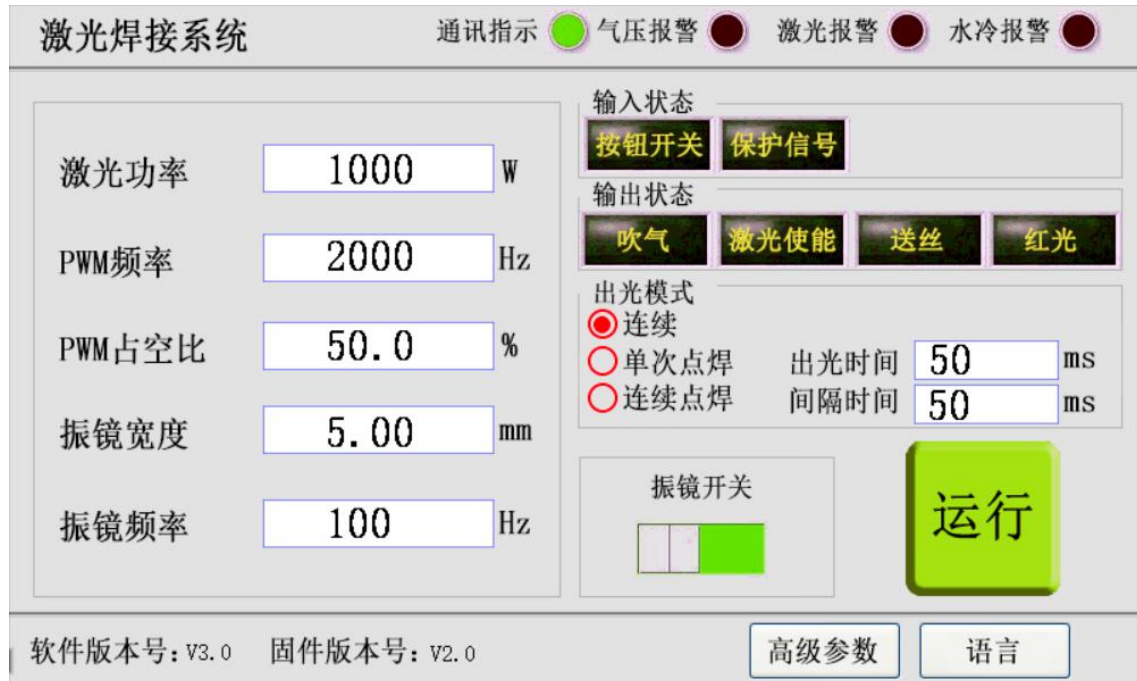 激光焊接系统
通讯指示 气压报警 激光报警 水冷报警
激光功率 1000 W
PWM频率 2000 Hz
PWM占空比 50.0 %
振镜宽度 5.00 mm
振镜频率 100 Hz
输入状态
按钮开关 保护信号
输出状态
吹气 激光使能 送丝 红光
出光模式
连续
单次点焊 出光时间 50 ms
连续点焊 间隔时间 50 ms
振镜开关
运行
软件版本号: V3.0 固件版本号: V2.0
高级参数 语言